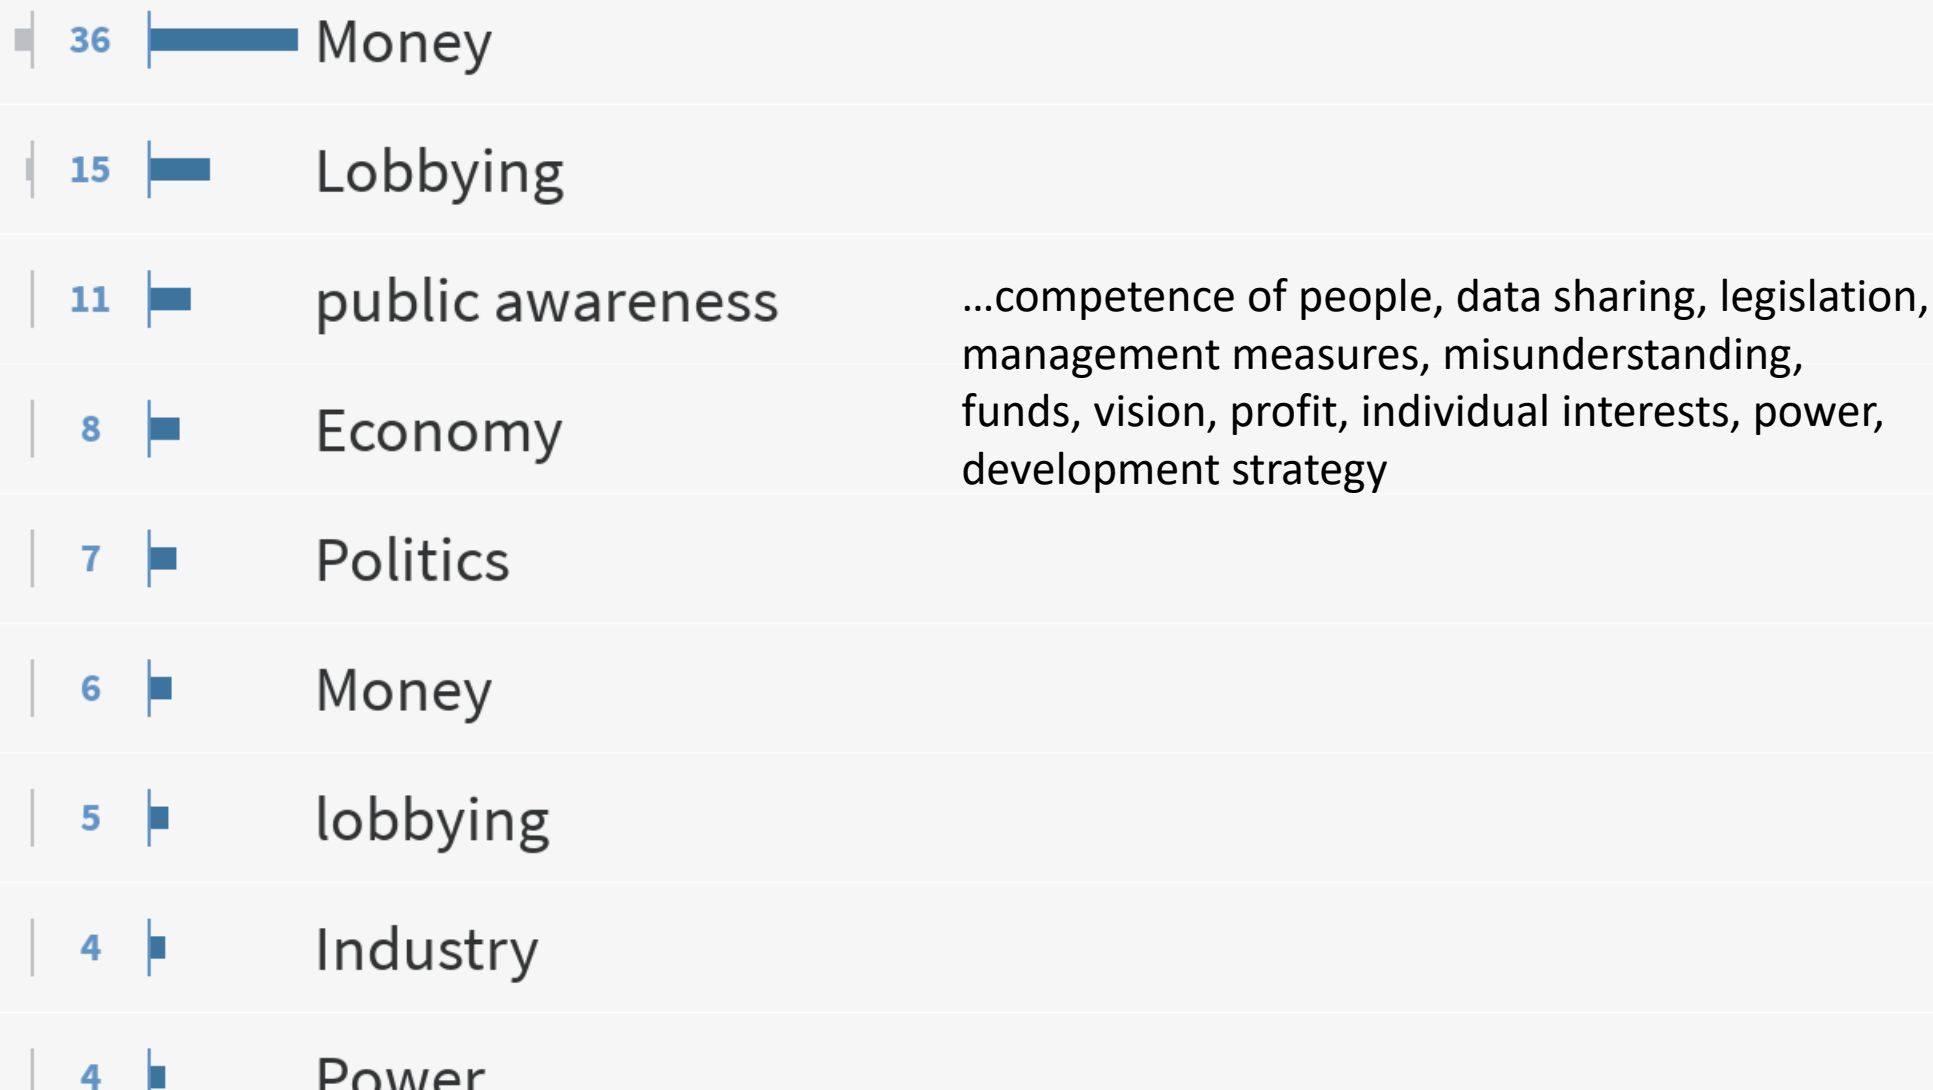 36 Money
15 Lobbying
11 public awareness
8 Economy
7 Politics
6 Money
5 lobbying
4 Industry
4 Power
…competence of people, data sharing, legislation,
management measures, misunderstanding,
funds, vision, profit, individual interests, power,
development strategy